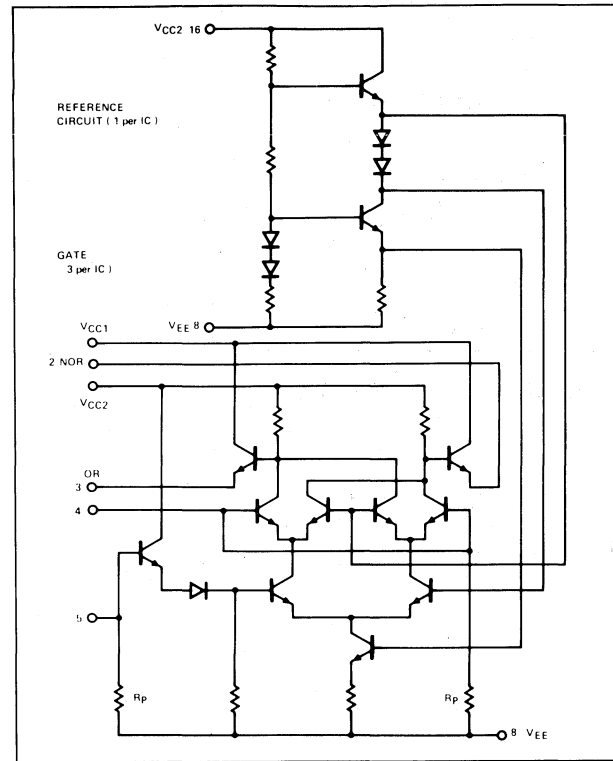 VCC2 16
REFERENCE
CIRCUIT ( 1 per IC )
GATE
3 per IC )
VEE 8
VCC1
2 NOR
VCC2
OR
3
4
5
RP
RP
8 VEE